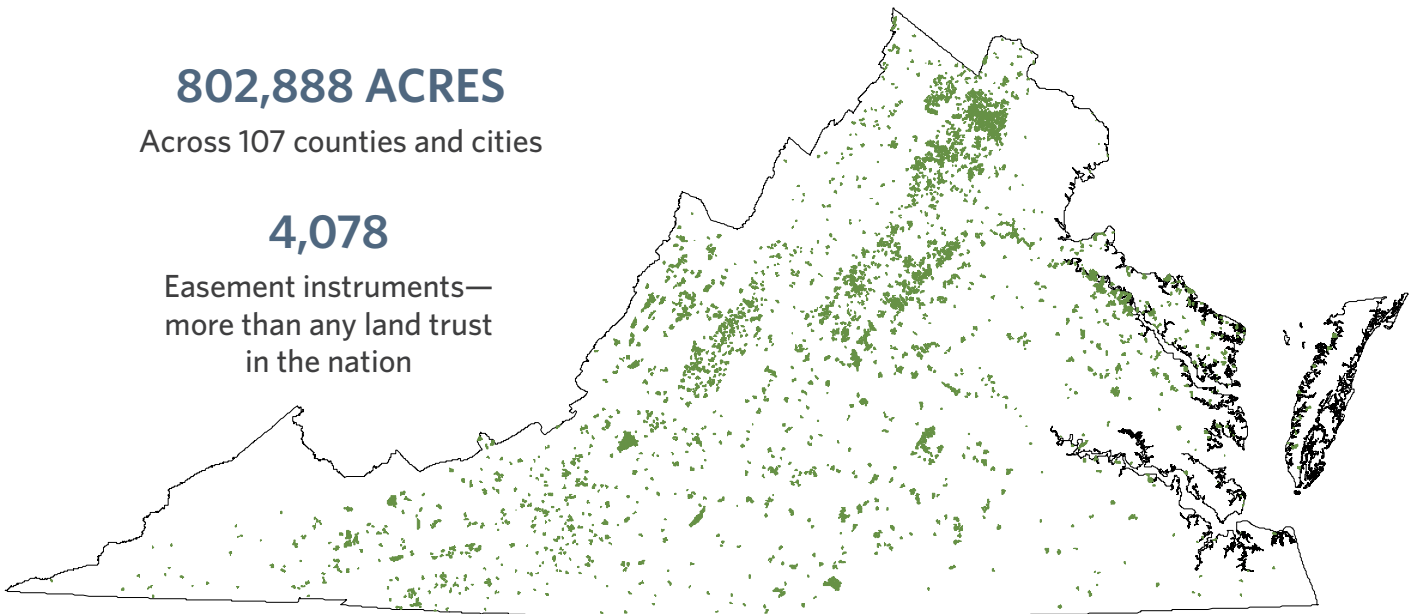 802,888 ACRES
Across 107 counties and cities
4,078
Easement instruments—
more than any land trust
in the nation